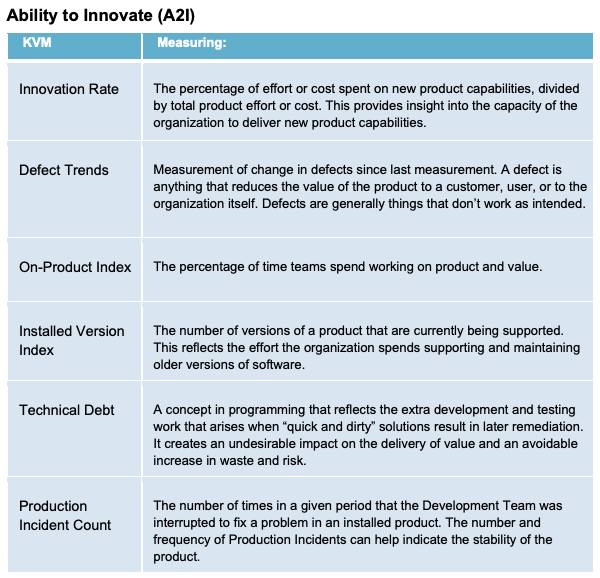 Ability to Innovate (A2I)
KVM Measuring:
Innovation Rate The percentage of effort or cost spent on new product capabilities, divided
by total product effort or cost. This provides insight into the capacity of the
organization to deliver new product capabilities.
Defect Trends Measurement of change in defects since last measurement. A defect is
anything that reduces the value of the product to a customer, user, or to the
organization itself. Defects are generally things that don’t work as intended.
On-Product Index The percentage of time teams spend working on product and value.
Installed Version The number of versions of a product that are currently being supported.
Index This reflects the effort the organization spends supporting and maintaining
older versions of software.
Technical Debt A concept in programming that reflects the extra development and testing
work that arises when “quick and dirty” solutions result in later remediation.
It creates an undesirable impact on the delivery of value and an avoidable
increase in waste and risk.
Production The number of times in a given period that the Development Team was
Incident Count interrupted to fix a problem in an installed product. The number and
frequency of Production Incidents can help indicate the stability of the
product.